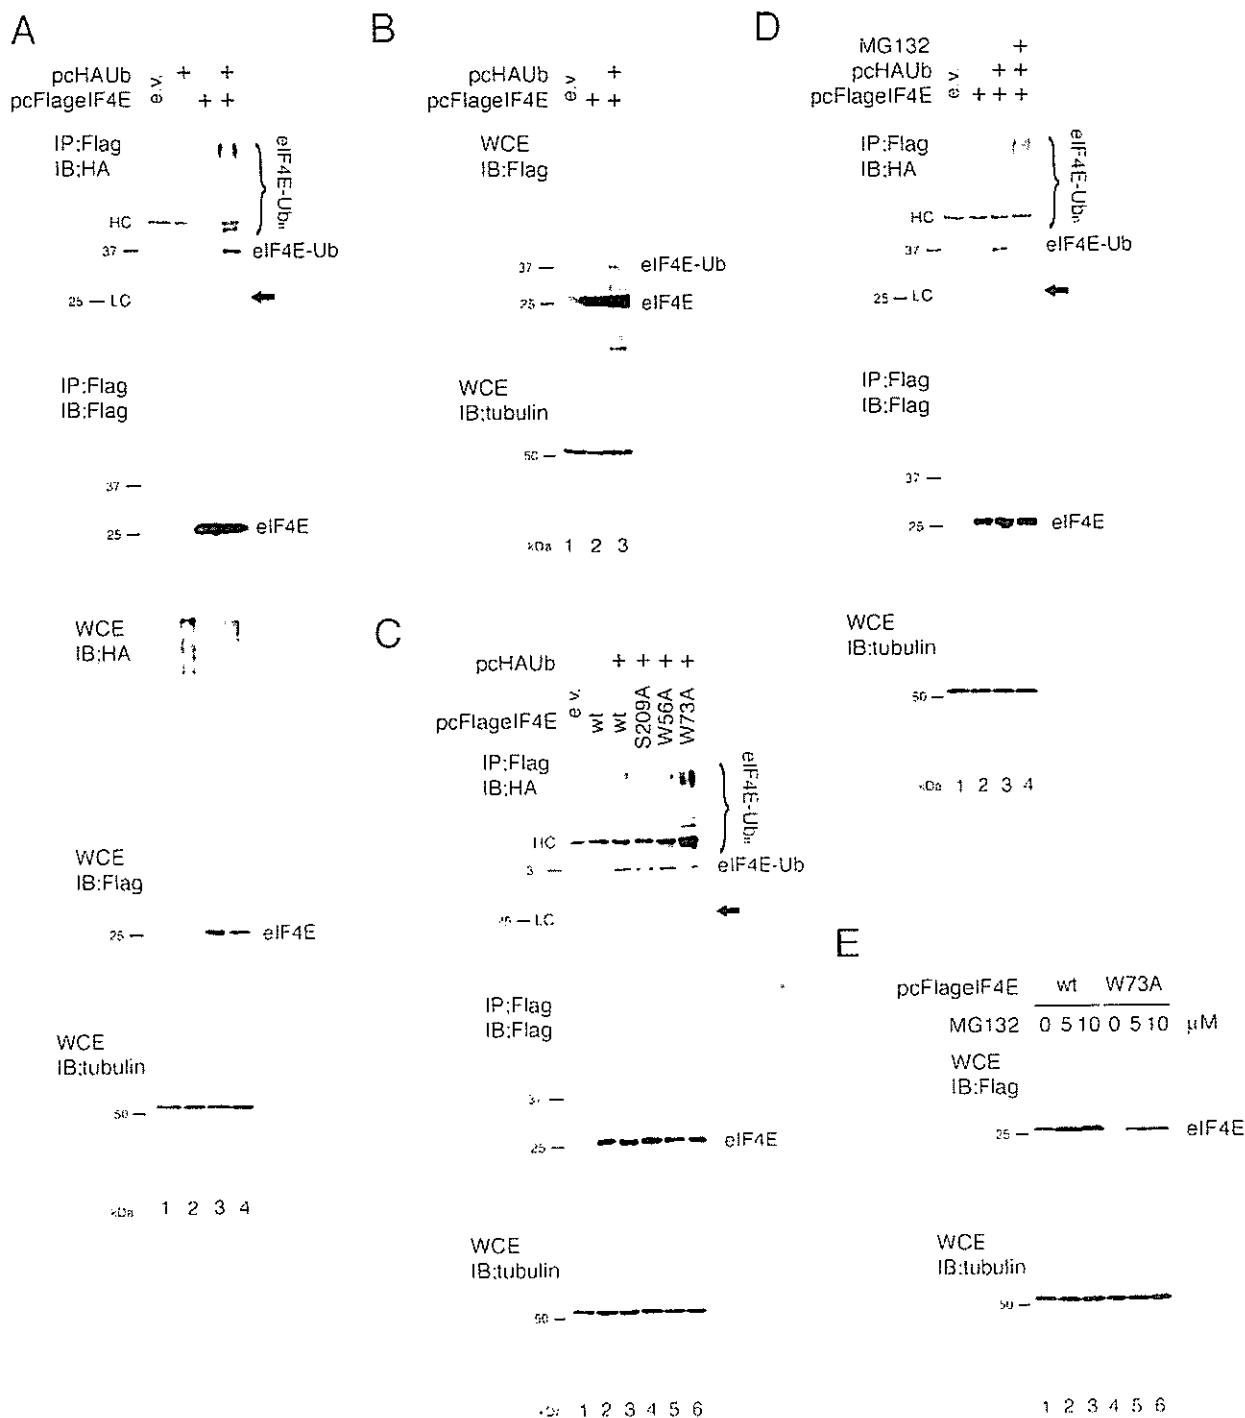 A
pcHAUb + +
e.v.
pcFlageIF4E + +
IP:Flag
IB:HA
eIF4E-Ubn
HC
37
eIF4E-Ub
25 LC
IP:Flag
IB:Flag
37
25
eIF4E
WCE
IB:HA
WCE
IB:Flag
25
eIF4E
WCE
IB:tubulin
50
kDa 1 2 3 4
B
pcHAUb +
e.v
pcFlageIF4E + +
WCE
IB:Flag
37
eIF4E-Ub
25
eIF4E
WCE
IB:tubulin
50
kDa 1 2 3
C
pcHAUb + + + +
pcFlageIF4E
e.v.
wt
wt
S209A
W56A
W73A
IP:Flag
IB:HA
eIF4E-Ubn
HC
3
eIF4E-Ub
25 LC
IP:Flag
IB:Flag
37
25
eIF4E
WCE
IB:tubulin
50
1 2 3 4 5 6
D
MG132 +
pcHAUb + +
e.v.
pcFlageIF4E + + +
IP:Flag
IB:HA
eIF4E-Ubn
HC
37
eIF4E-Ub
25 LC
IP:Flag
IB:Flag
37
25
eIF4E
WCE
IB:tubulin
50
kDa 1 2 3 4
E
pcFlageIF4E wt W73A
MG132 0 5 10 0 5 10 μM
WCE
IB:Flag
25
eIF4E
WCE
IB:tubulin
50
1 2 3 4 5 6